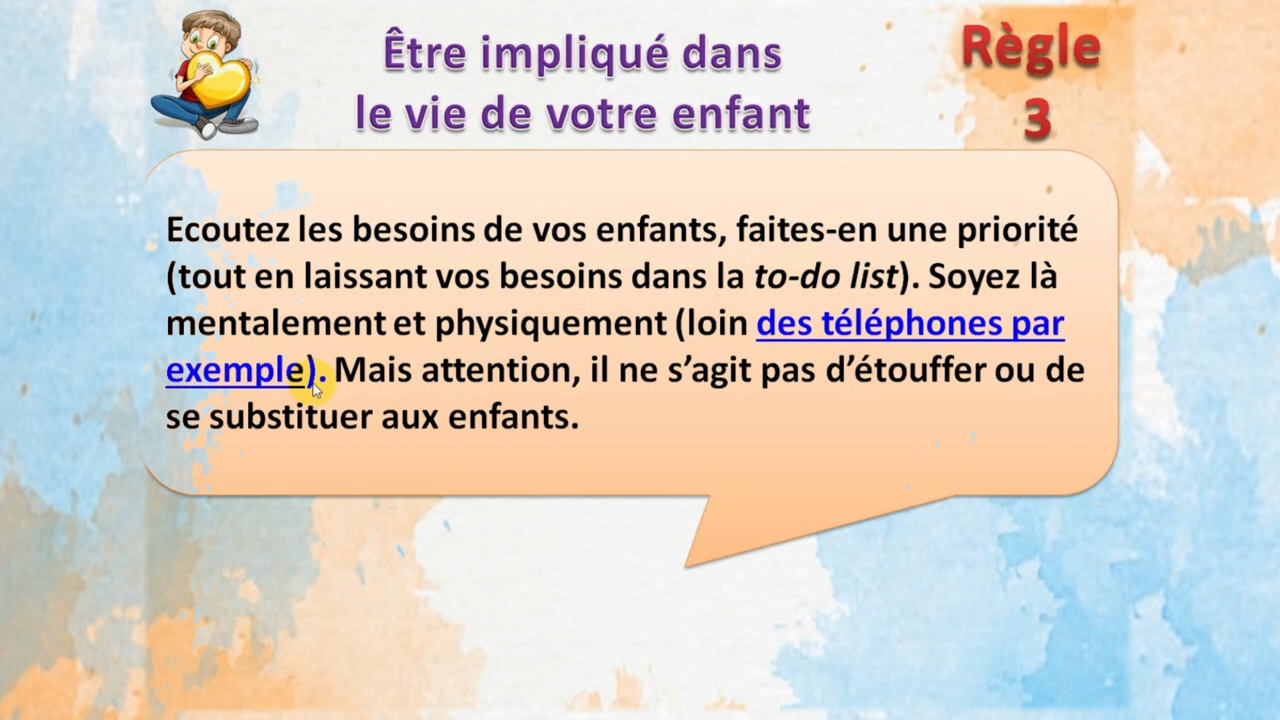 Être impliqué dans
le vie de votre enfant
Règle
3
Ecoutez les besoins de vos enfants, faites-en une priorité
(tout en laissant vos besoins dans la to-do list). Soyez là
mentalement et physiquement (loin des téléphones par
exemple). Mais attention, il ne s’agit pas d’étouffer ou de
se substituer aux enfants.